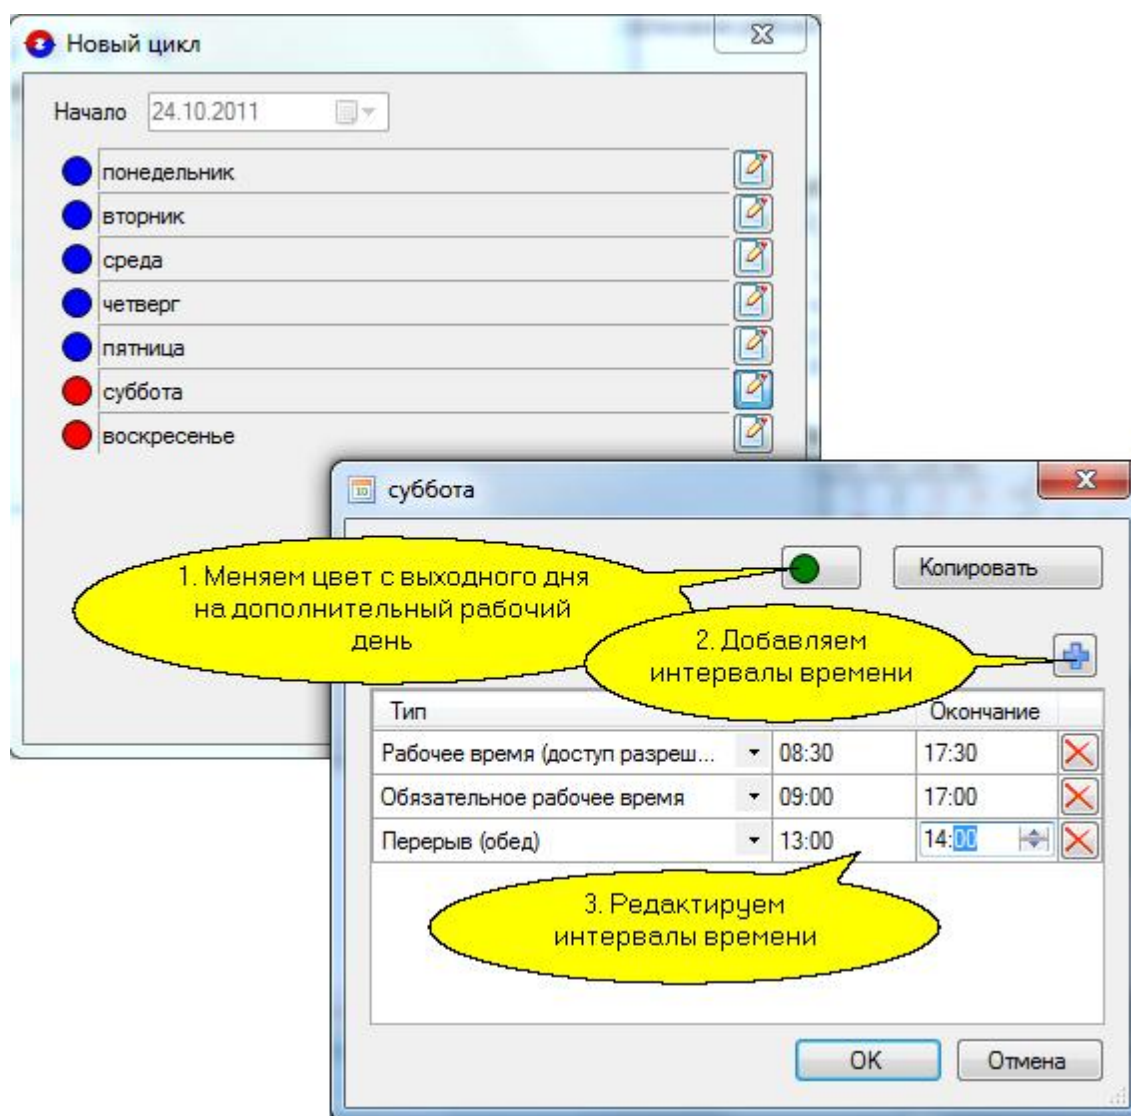 Новый цикл
Начало 24.10.2011
понедельник
вторник
среда
четверг
пятница
суббота
воскресенье
суббота
Копировать
1. Меняем цвет с выходного дня
на дополнительный рабочий
день
2. Добавляем
интервалы времени
Тип Окончание
Рабочее время (доступ разреш... 08:30 17:30
Обязательное рабочее время 09:00 17:00
Перерыв (обед) 13:00 14:00
3. Редактируем
интервалы времени
OK Отмена